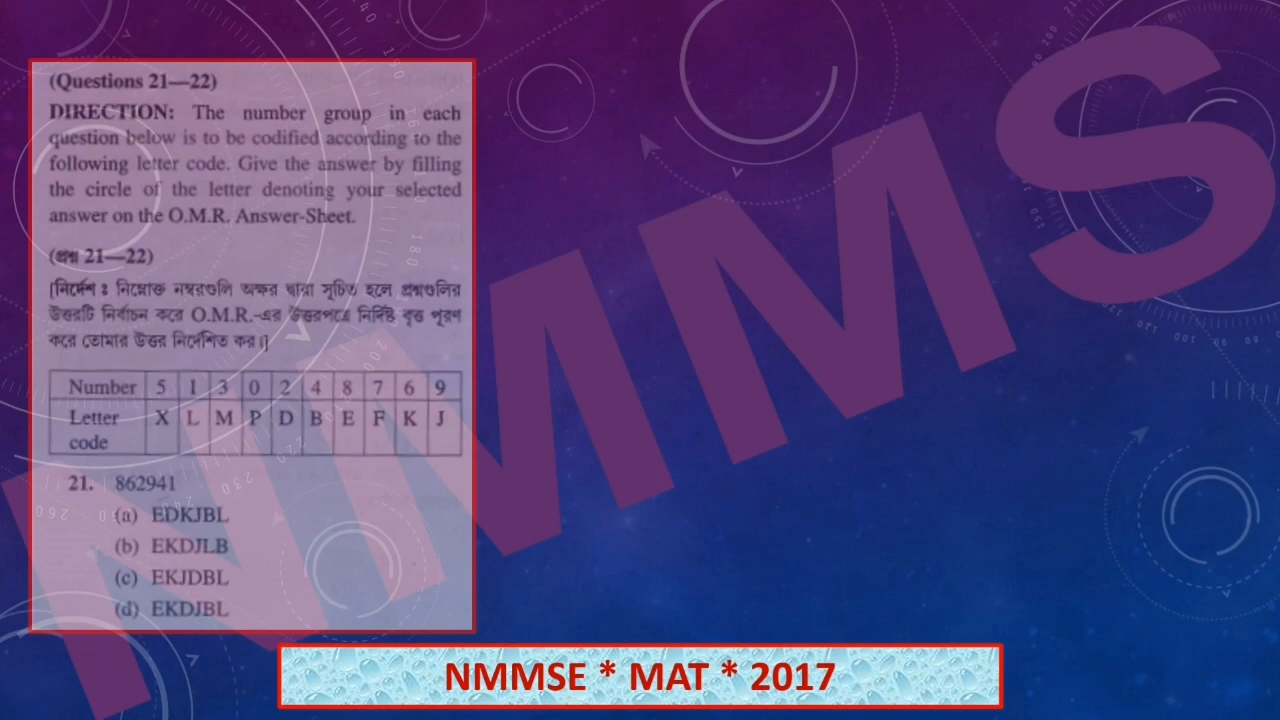 (Questions 21—22)
DIRECTION: The number group in each
question below is to be codified according to the
following letter code. Give the answer by filling
the circle of the letter denoting your selected
answer on the O.M.R. Answer-Sheet.
(প্রশ্ন 21—22)
[নির্দেশ ঃ নিম্নোক্ত নম্বরগুলি অক্ষর দ্বারা সূচিত হলে প্রশ্নগুলির
উত্তরটি নির্বাচন করে O.M.R.-এর উত্তরপত্রে নির্দিষ্ট বৃত্ত পূরণ
করে তোমার উত্তর নির্দেশিত কর।]
Number 5 1 3 0 2 4 8 7 6 9
Letter code X L M P D B E F K J
21. 862941
(a) EDKJBL
(b) EKDJLB
(c) EKJDBL
(d) EKDJBL
NMMS
NMMSE * MAT * 2017